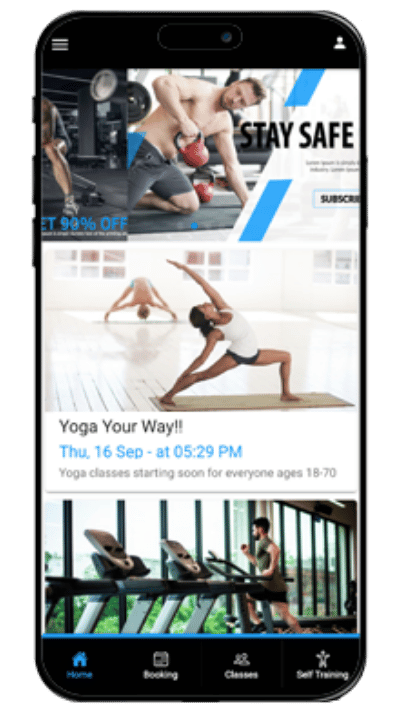 STAY SAFE
SUBSCRI
ET 90% OFF
Yoga Your Way!!
Thu, 16 Sep - at 05:29 PM
Yoga classes starting soon for everyone ages 18-70
Home
Booking
Classes
Self Training